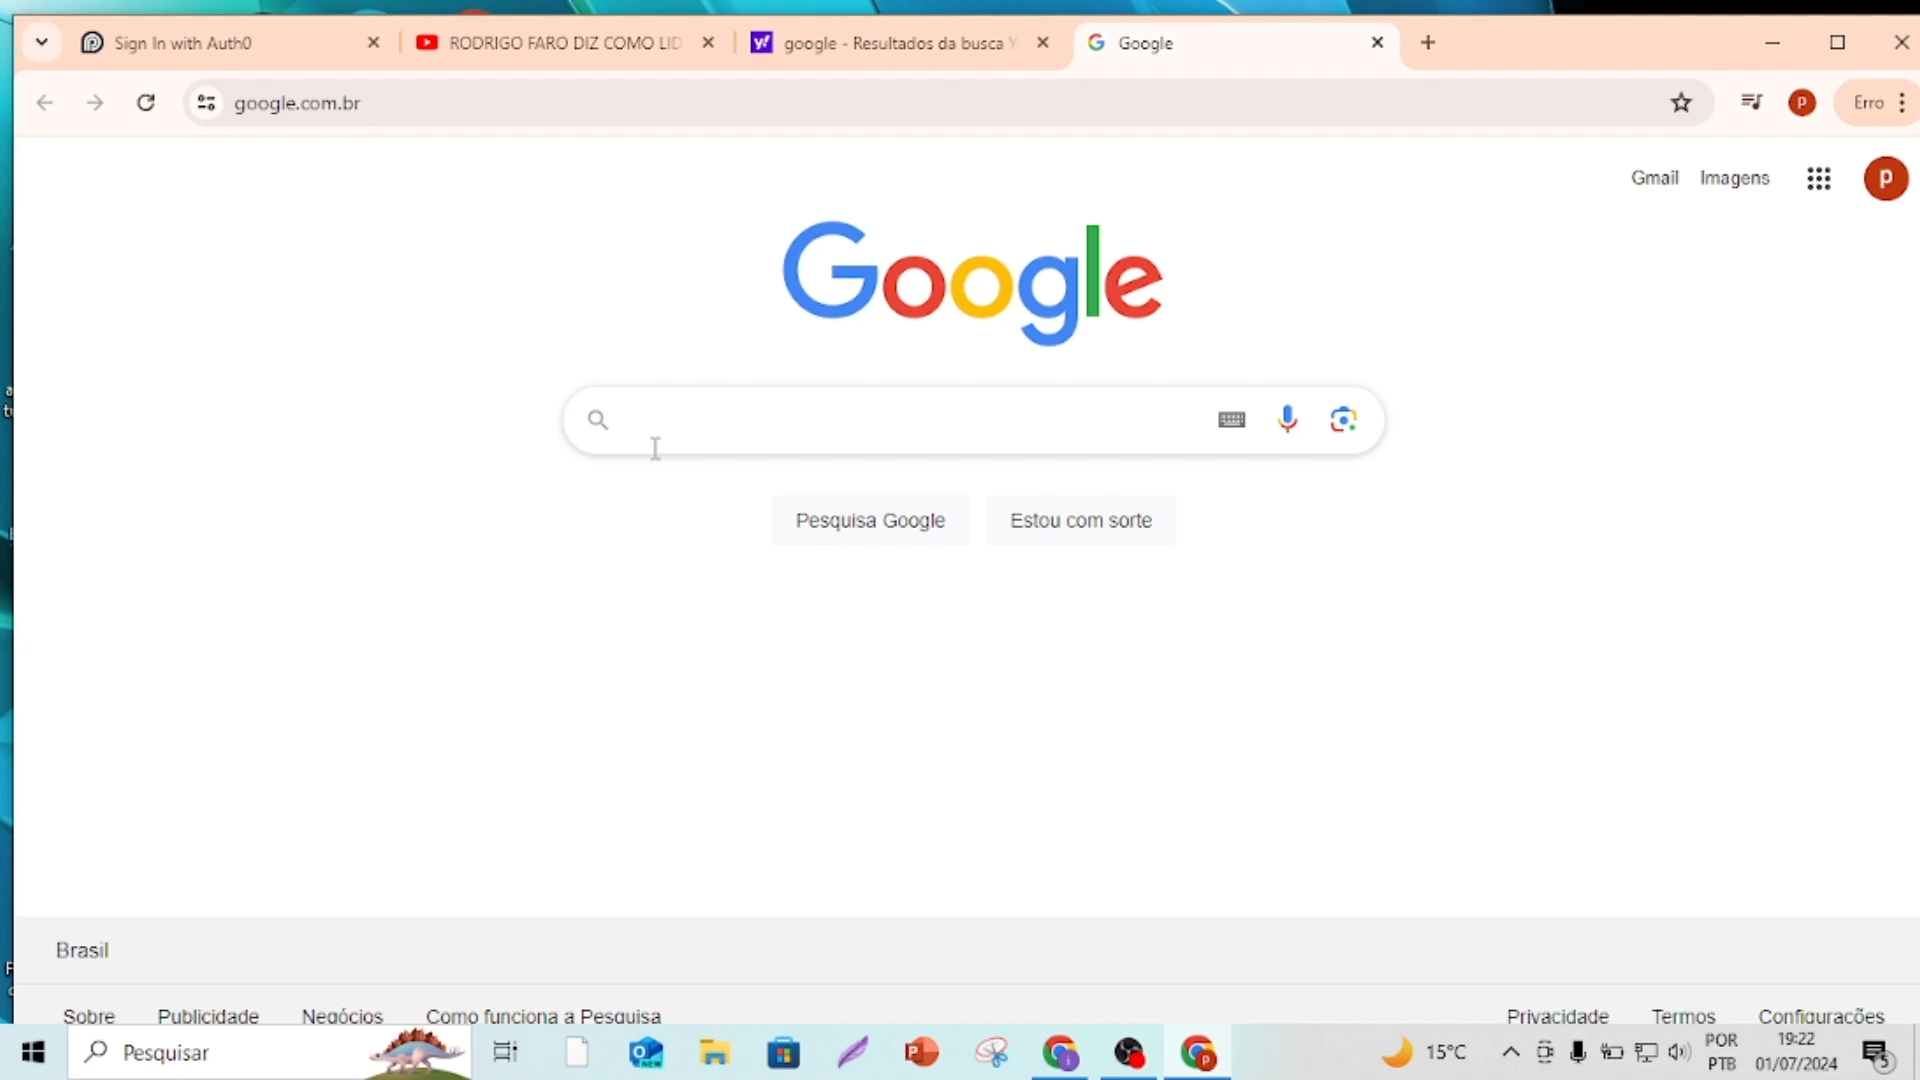 Sign In with Auth0
RODRIGO FARO DIZ COMO LID
google - Resultados da busca Y
Google
google.com.br
Erro
Gmail
Imagens
p
Google
Pesquisa Google
Estou com sorte
Brasil
Sobre
Publicidade
Negócios
Como funciona a Pesquisa
Privacidade
Termos
Configurações
Pesquisar
15°C
POR
PTB
19:22
01/07/2024
5